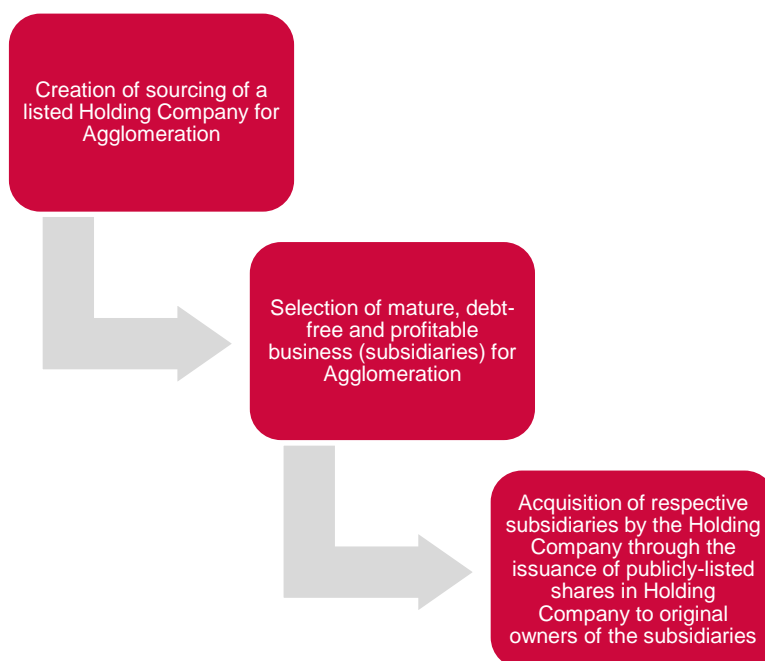 Creation of sourcing of a
listed Holding Company for
Agglomeration
Selection of mature, debt-
free and profitable
business (subsidiaries) for
Agglomeration
Acquisition of respective
subsidiaries by the Holding
Company through the
issuance of publicly-listed
shares in Holding
Company to original
owners of the subsidiaries